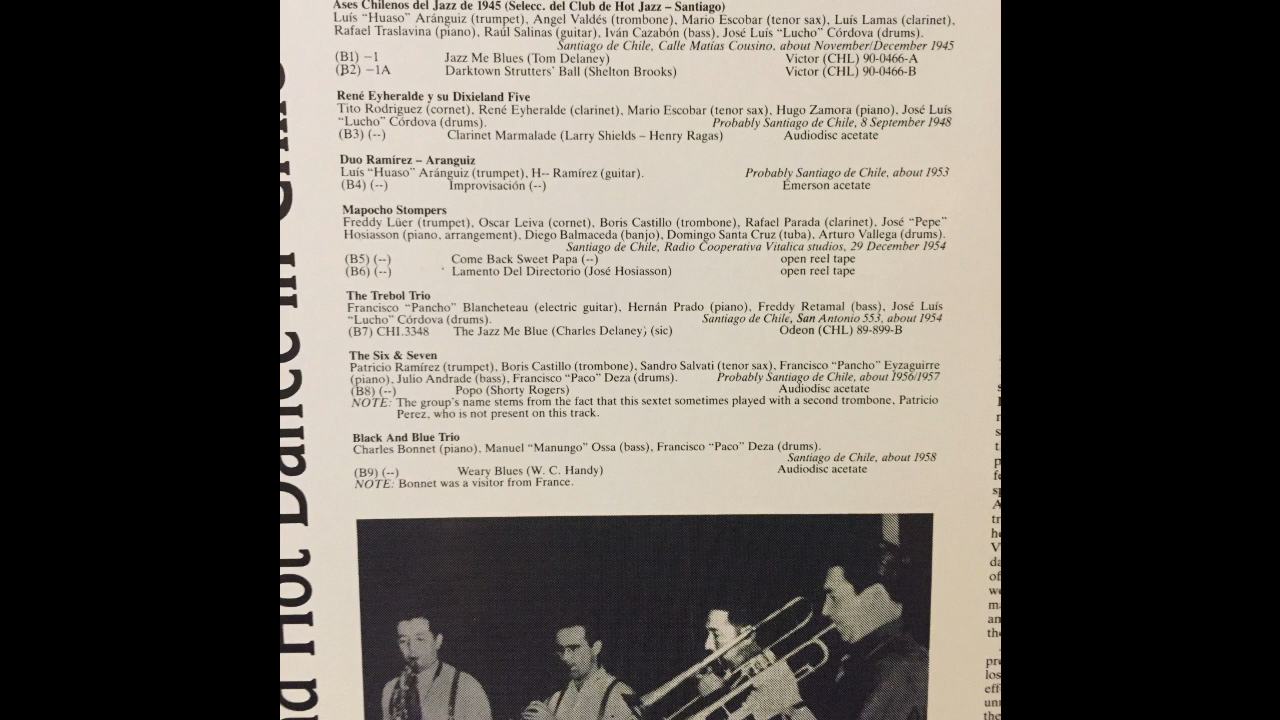 Ases Chilenos del Jazz de 1945 (Selecc. del Club de Hot Jazz – Santiago)
Luís “Huaso” Aránguiz (trumpet), Angel Valdés (trombone), Mario Escobar (tenor sax), Luís Lamas (clarinet),
Rafael Traslavina (piano), Raúl Salinas (guitar), Iván Cazabón (bass), José Luís “Lucho” Córdova (drums).
Santiago de Chile, Calle Matías Cousino, about November/December 1945
(B1) –1 Jazz Me Blues (Tom Delaney) Victor (CHL) 90-0466-A
(B2) –1A Darktown Strutters' Ball (Shelton Brooks) Victor (CHL) 90-0466-B
René Eyheralde y su Dixieland Five
Tito Rodriguez (cornet), René Eyheralde (clarinet), Mario Escobar (tenor sax), Hugo Zamora (piano), José Luís
“Lucho” Córdova (drums). Probably Santiago de Chile, 8 September 1948
(B3) (--) Clarinet Marmalade (Larry Shields – Henry Ragas) Audiodisc acetate
Duo Ramírez – Aranguiz
Luís “Huaso” Aránguiz (trumpet), H-- Ramírez (guitar). Probably Santiago de Chile, about 1953
(B4) (--) Improvisación (--) Emerson acetate
Mapocho Stompers
Freddy Lüer (trumpet), Oscar Leiva (cornet), Boris Castillo (trombone), Rafael Parada (clarinet), José “Pepe”
Hosiasson (piano, arrangement), Diego Balmaceda (banjo), Domingo Santa Cruz (tuba), Arturo Vallega (drums).
Santiago de Chile, Radio Cooperativa Vitalica studios, 29 December 1954
(B5) (--) Come Back Sweet Papa (--) open reel tape
(B6) (--) Lamento Del Directorio (José Hosiasson) open reel tape
The Trebol Trio
Francisco “Pancho” Blancheteau (electric guitar), Hernán Prado (piano), Freddy Retamal (bass), José Luís
“Lucho” Córdova (drums). Santiago de Chile, San Antonio 553, about 1954
(B7) CHI.3348 The Jazz Me Blue (Charles Delaney; (sic) Odeon (CHL) 89-899-B
The Six & Seven
Patricio Ramírez (trumpet), Boris Castillo (trombone), Sandro Salvati (tenor sax), Francisco “Pancho” Eyzaguirre
(piano), Julio Andrade (bass), Francisco “Paco” Deza (drums). Probably Santiago de Chile, about 1956/1957
(B8) (--) Popo (Shorty Rogers) Audiodisc acetate
NOTE: The group's name stems from the fact that this sextet sometimes played with a second trombone, Patricio
Perez, who is not present on this track.
Black And Blue Trio
Charles Bonnet (piano), Manuel “Manungo” Ossa (bass), Francisco “Paco” Deza (drums).
Santiago de Chile, about 1958
(B9) (--) Weary Blues (W. C. Handy) Audiodisc acetate
NOTE: Bonnet was a visitor from France.
Hot Dance in